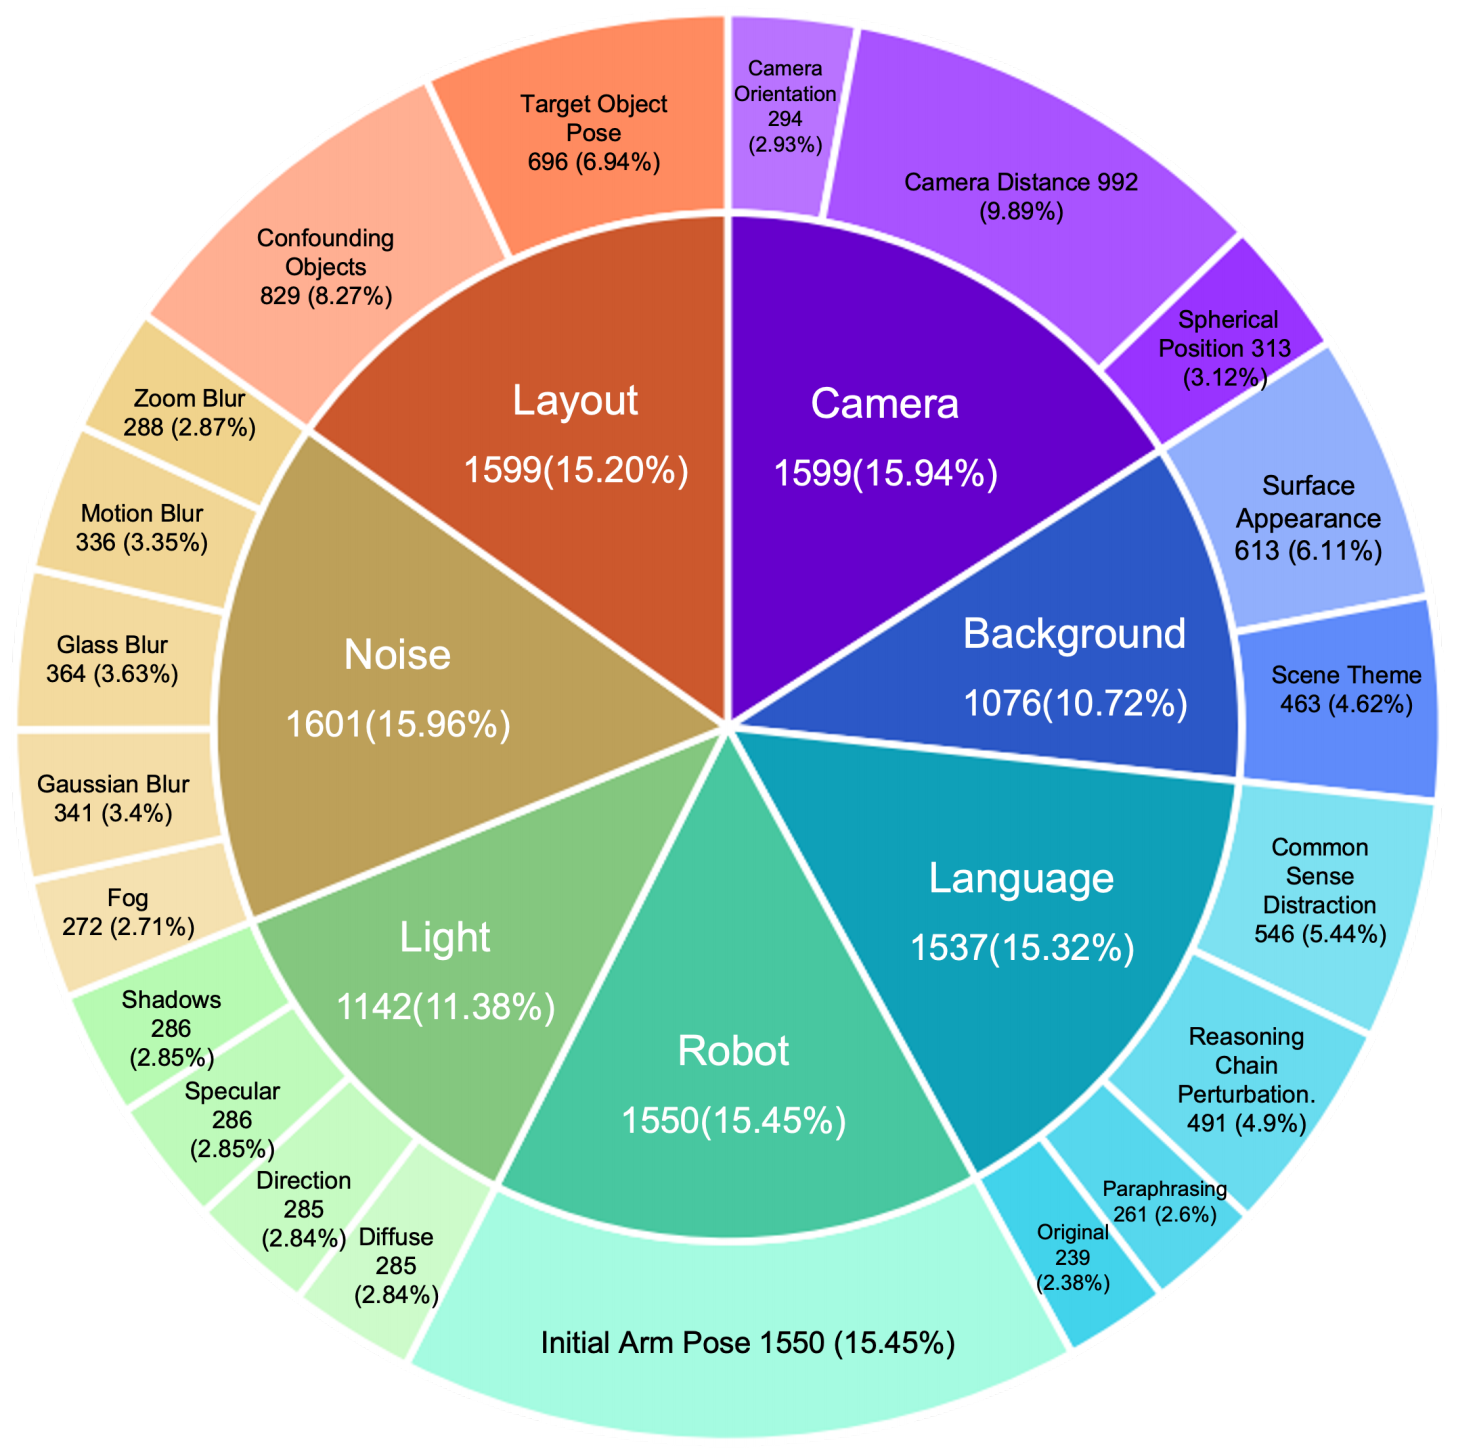 Camera
Orientation
294
(2.93%)
Camera Distance 992
(9.89%)
Spherical
Position 313
(3.12%)
Camera
1599(15.94%)
Surface
Appearance
613 (6.11%)
Scene Theme
463 (4.62%)
Background
1076(10.72%)
Common
Sense
Distraction
546 (5.44%)
Reasoning
Chain
Perturbation.
491 (4.9%)
Paraphrasing
261 (2.6%)
Original
239
(2.38%)
Language
1537(15.32%)
Robot
1550(15.45%)
Initial Arm Pose 1550 (15.45%)
Light
1142(11.38%)
Diffuse
285
(2.84%)
Direction
285
(2.84%)
Specular
286
(2.85%)
Shadows
286
(2.85%)
Noise
1601(15.96%)
Fog
272 (2.71%)
Gaussian Blur
341 (3.4%)
Glass Blur
364 (3.63%)
Motion Blur
336 (3.35%)
Zoom Blur
288 (2.87%)
Layout
1599(15.20%)
Confounding
Objects
829 (8.27%)
Target Object
Pose
696 (6.94%)